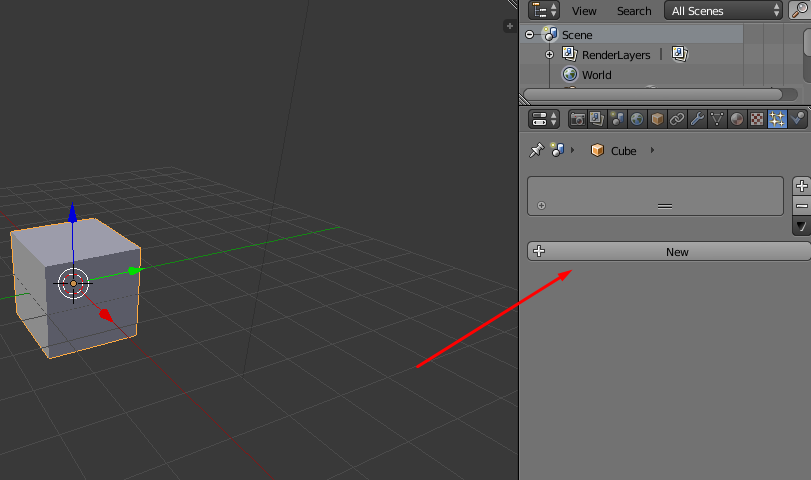 View Search All Scenes
Scene
RenderLayers
World
Cube
New